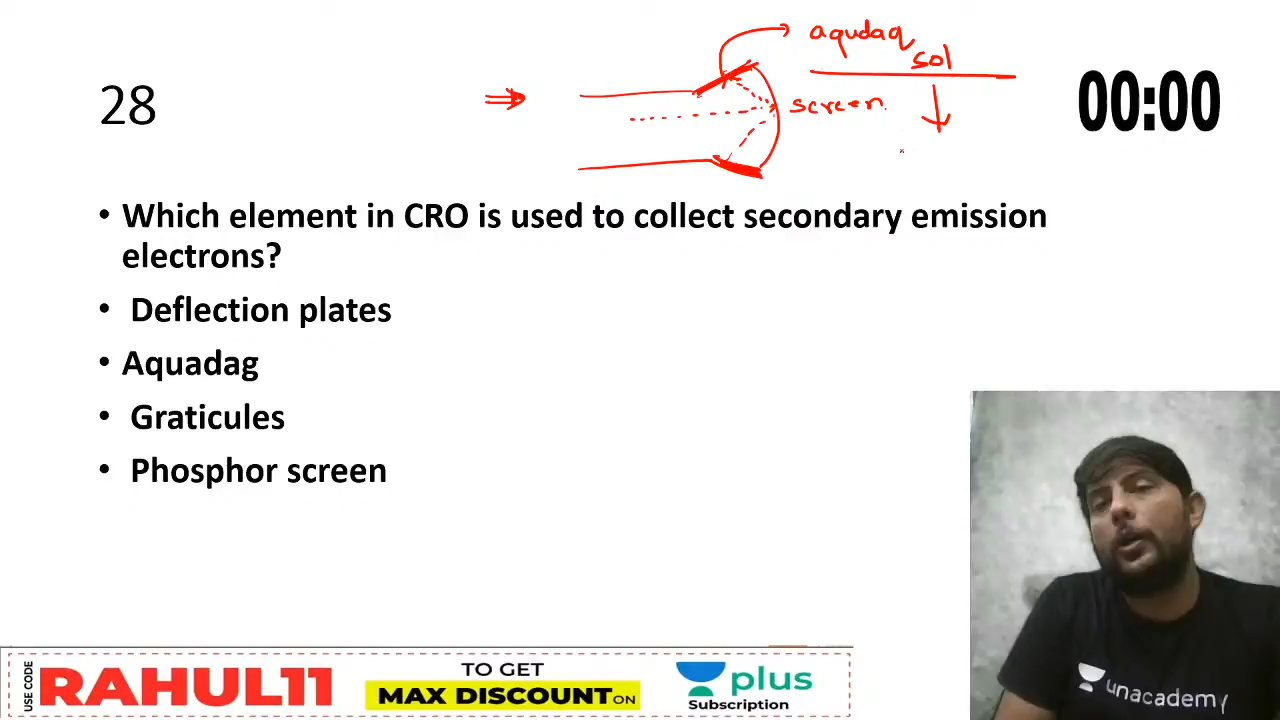 aqudaq
sol
28
screen
00:00
• Which element in CRO is used to collect secondary emission
electrons?
• Deflection plates
• Aquadag
• Graticules
• Phosphor screen
unacademy
USE CODE
RAHUL11
TO GET
MAX DISCOUNT ON
plus
Subscription